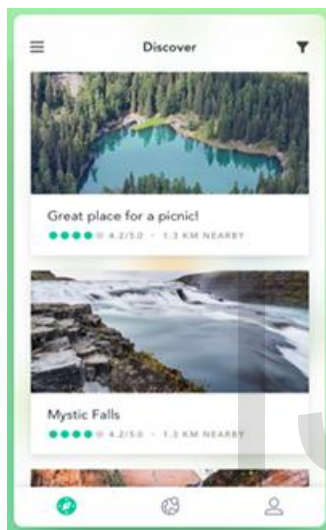 Discover
Great place for a picnic!
4.2/5.0 · 1.3 KM NEARBY
Mystic Falls
4.2/5.0 · 1.3 KM NEARBY